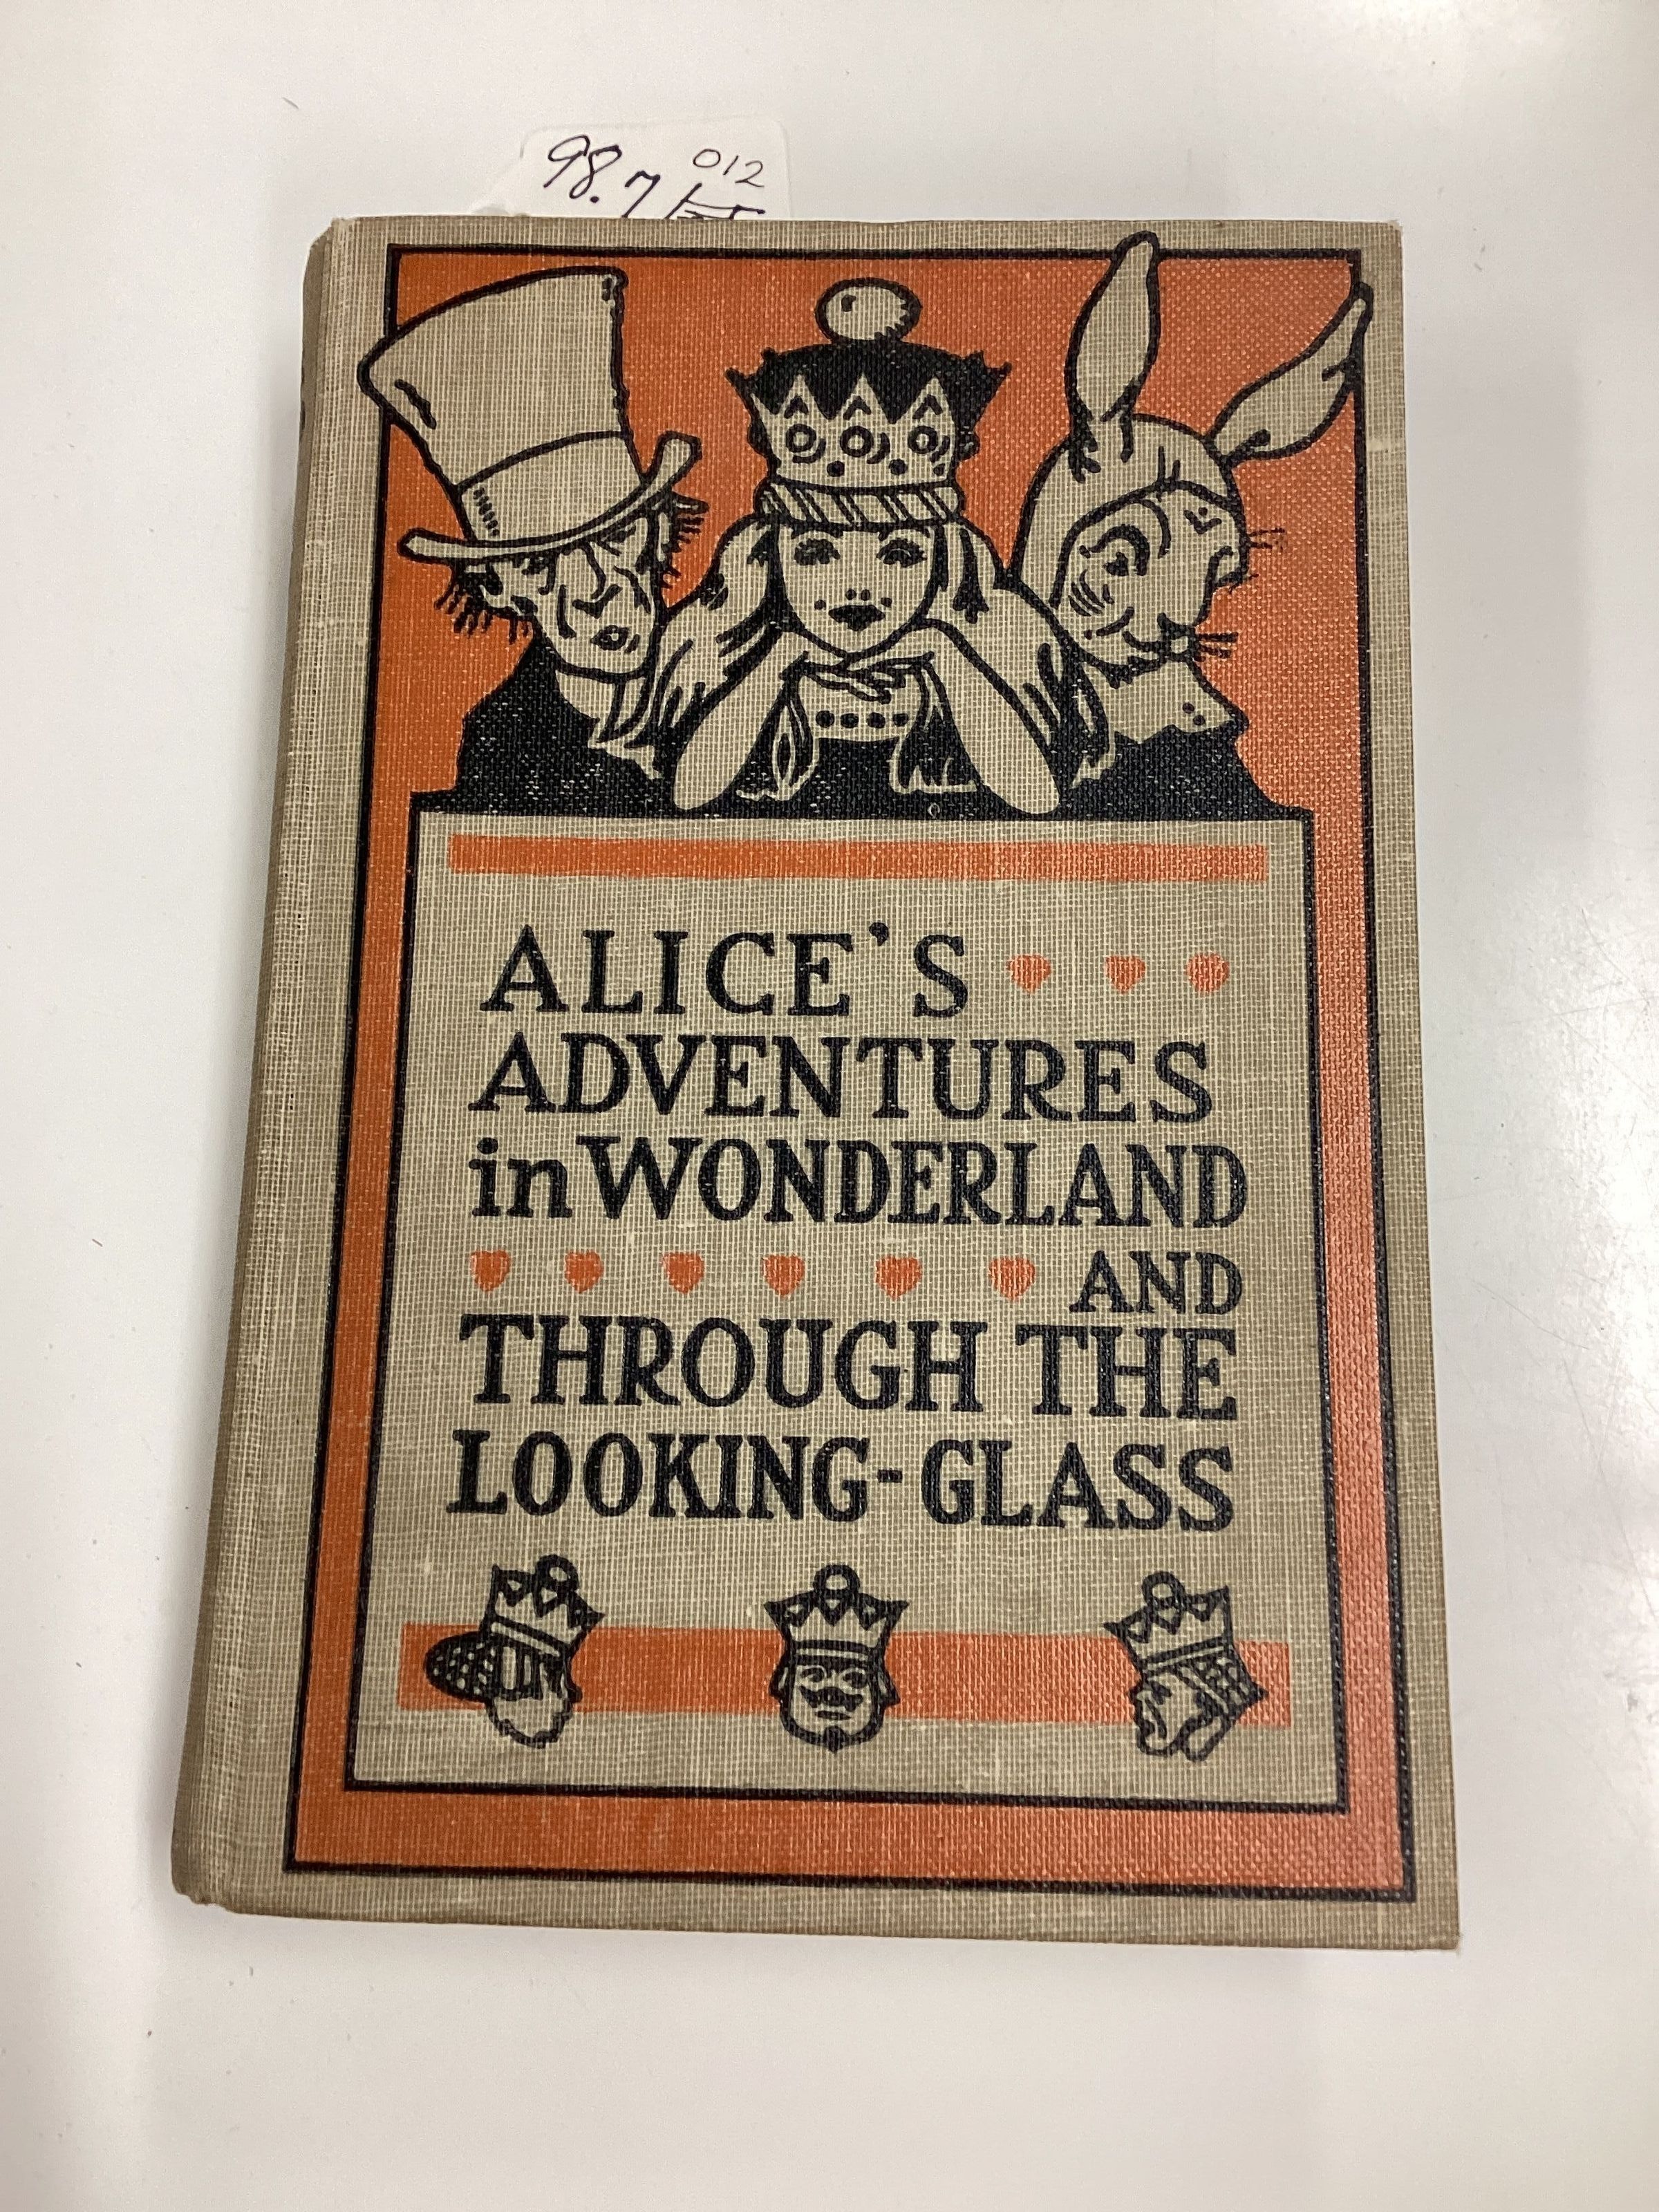 98.7
012
ALICE'S
ADVENTURES
in WONDERLAND
AND
THROUGH THE
LOOKING-GLASS